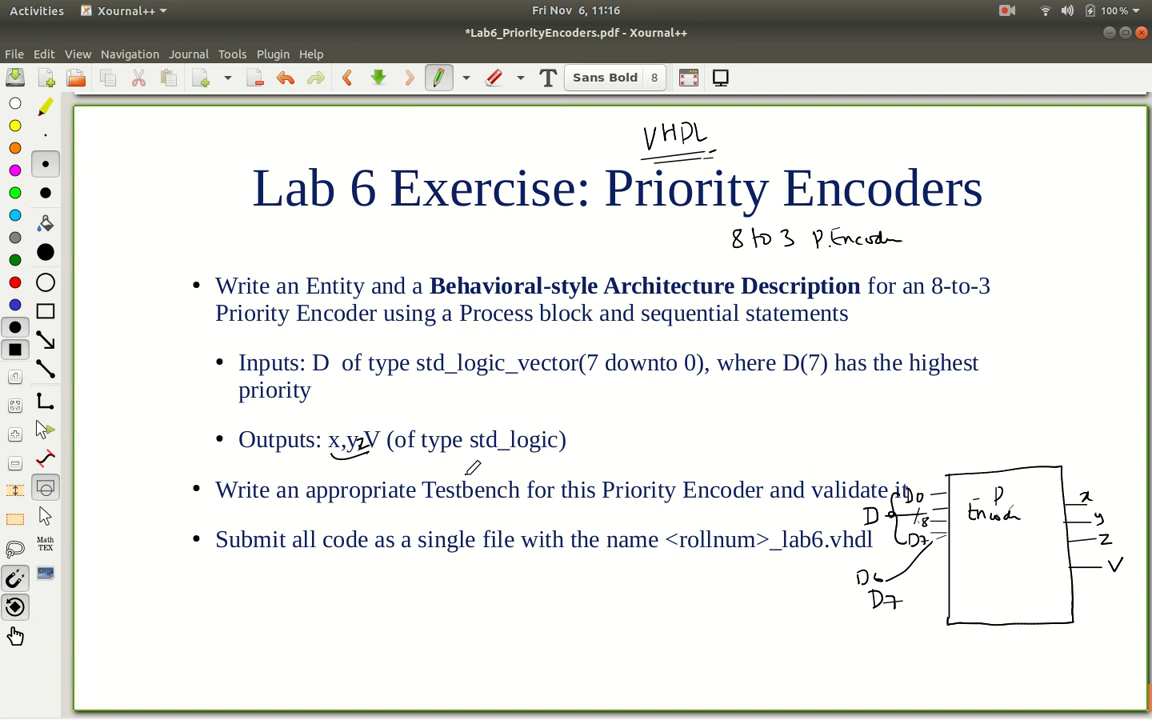 Activities Xournal++ Fri Nov 6, 11:16 100 %
*Lab6_PriorityEncoders.pdf - Xournal++
File Edit View Navigation Journal Tools Plugin Help
Sans Bold 8
VHDL
Lab 6 Exercise: Priority Encoders
8 to 3 P.Encoder
• Write an Entity and a Behavioral-style Architecture Description for an 8-to-3
Priority Encoder using a Process block and sequential statements
• Inputs: D of type std_logic_vector(7 downto 0), where D(7) has the highest
priority
• Outputs: x,y,z V (of type std_logic)
• Write an appropriate Testbench for this Priority Encoder and validate it
• Submit all code as a single file with the name <rollnum>_lab6.vhdl
D0
D 8
D7
D6
D7
P
Encoder
x
y
z
V
Math
TEX